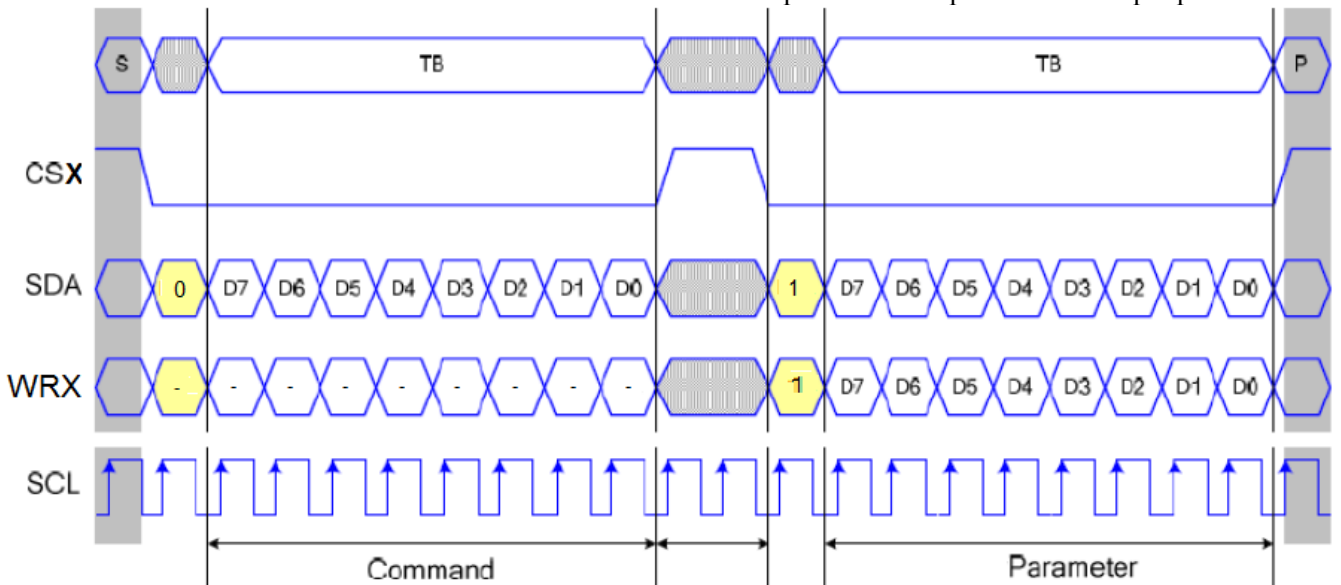 S TB TB P
CSX
SDA 0 D7 D6 D5 D4 D3 D2 D1 D0 1 D7 D6 D5 D4 D3 D2 D1 D0
WRX - - - - - - - - - 1 D7 D6 D5 D4 D3 D2 D1 D0
SCL
Command Parameter